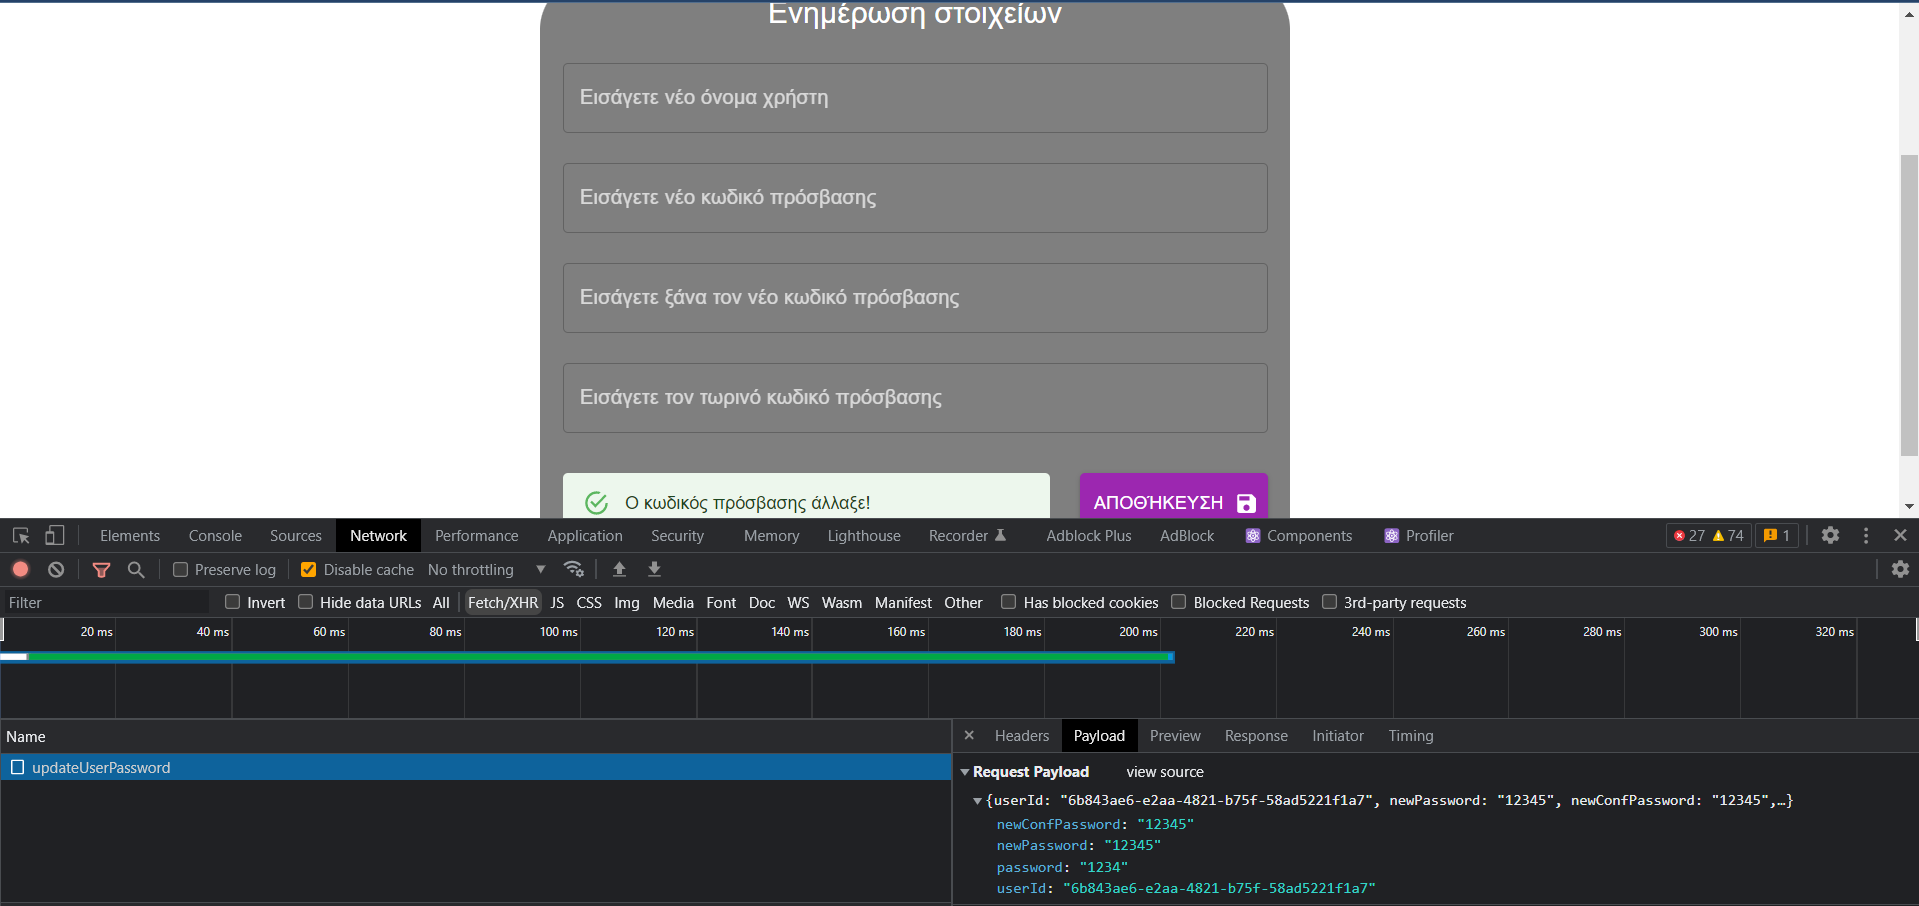 Ενημέρωση στοιχείων
Εισάγετε νέο όνομα χρήστη
Εισάγετε νέο κωδικό πρόσβασης
Εισάγετε ξάνα τον νέο κωδικό πρόσβασης
Εισάγετε τον τωρινό κωδικό πρόσβασης
Ο κωδικός πρόσβασης άλλαξε! ΑΠΟΘΉΚΕΥΣΗ
Elements Console Sources Network Performance Application Security Memory Lighthouse Recorder Adblock Plus AdBlock Components Profiler 27 74 1
Preserve log Disable cache No throttling
Filter Invert Hide data URLs All Fetch/XHR JS CSS Img Media Font Doc WS Wasm Manifest Other Has blocked cookies Blocked Requests 3rd-party requests
20 ms 40 ms 60 ms 80 ms 100 ms 120 ms 140 ms 160 ms 180 ms 200 ms 220 ms 240 ms 260 ms 280 ms 300 ms 320 ms
Name
updateUserPassword
Headers Payload Preview Response Initiator Timing
Request Payload view source
{userId: "6b843ae6-e2aa-4821-b75f-58ad5221f1a7", newPassword: "12345", newConfPassword: "12345",…}
newConfPassword: "12345"
newPassword: "12345"
password: "1234"
userId: "6b843ae6-e2aa-4821-b75f-58ad5221f1a7"